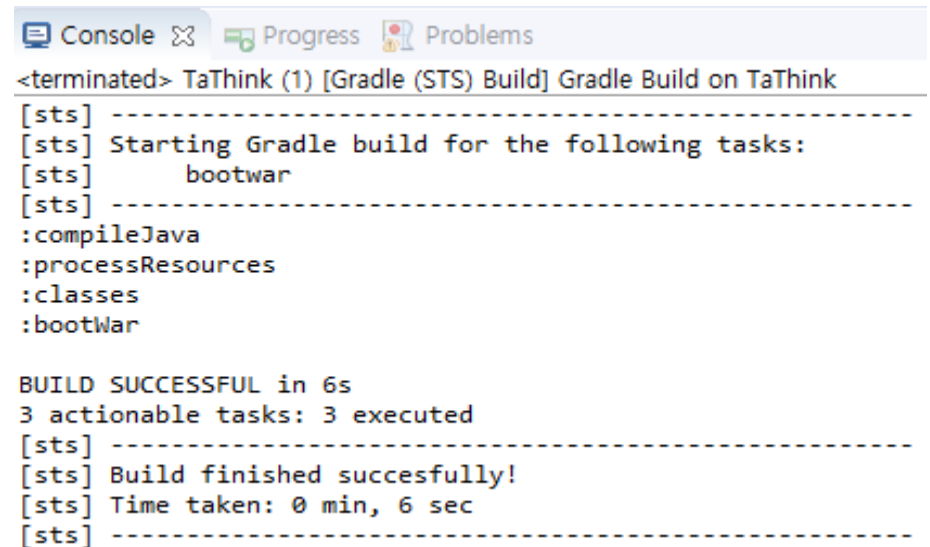 Console Progress Problems
<terminated> TaThink (1) [Gradle (STS) Build] Gradle Build on TaThink
[sts] -----------------------------------------------------
[sts] Starting Gradle build for the following tasks:
[sts]      bootwar
[sts] -----------------------------------------------------
:compileJava
:processResources
:classes
:bootWar

BUILD SUCCESSFUL in 6s
3 actionable tasks: 3 executed
[sts] -----------------------------------------------------
[sts] Build finished succesfully!
[sts] Time taken: 0 min, 6 sec
[sts] -----------------------------------------------------